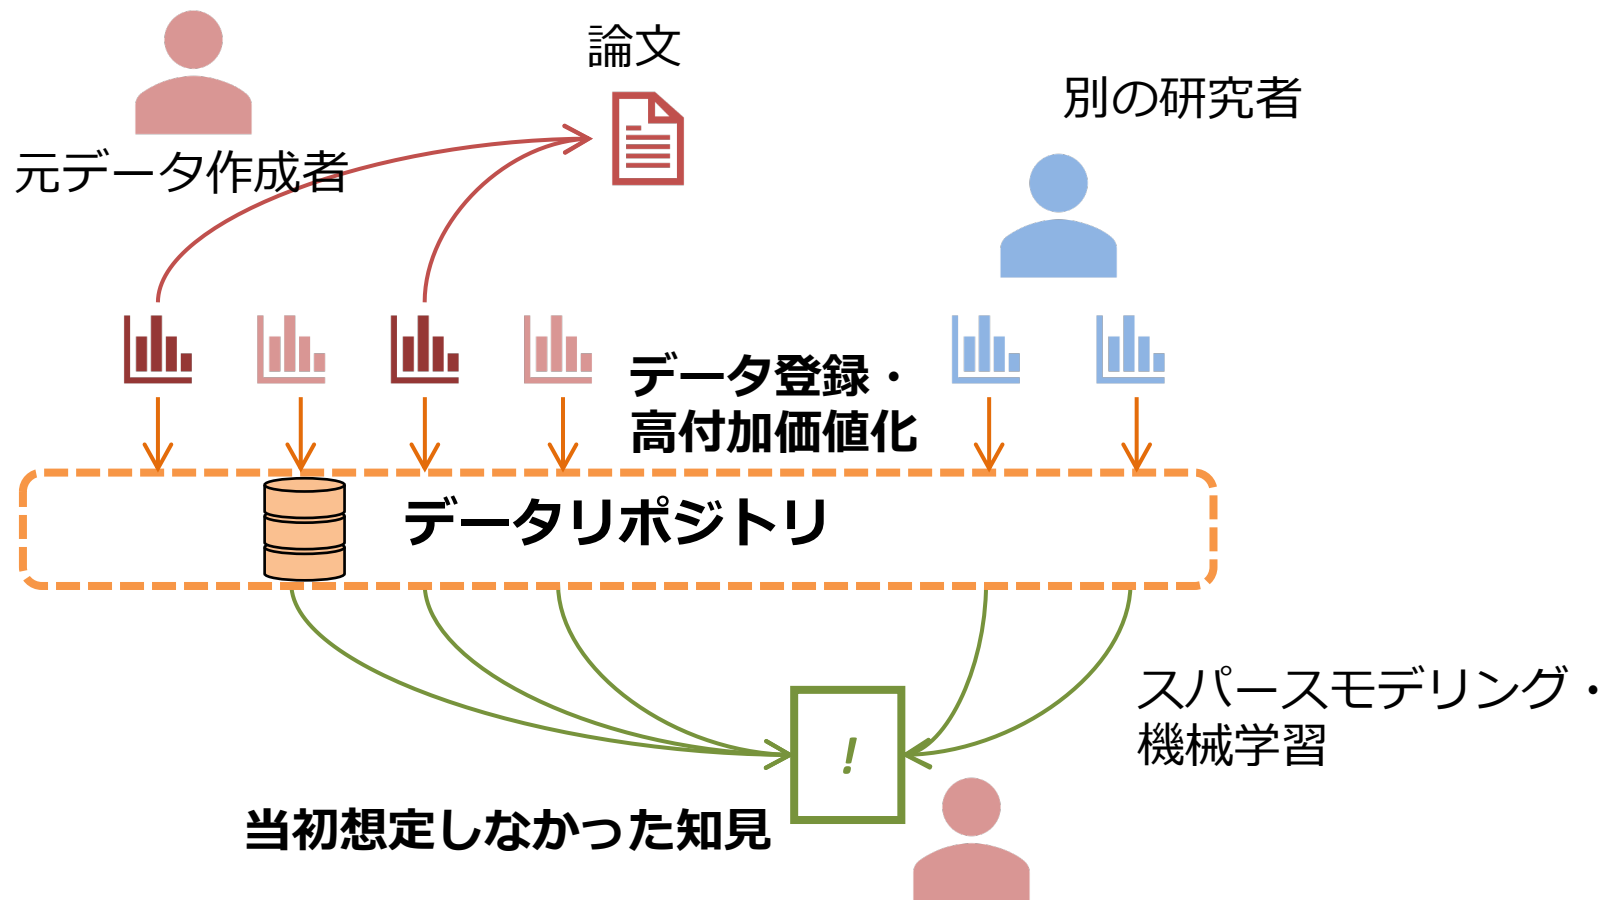 論文
別の研究者
元データ作成者
データ登録・
高付加価値化
データリポジトリ
スパースモデリング・
機械学習
!
当初想定しなかった知見